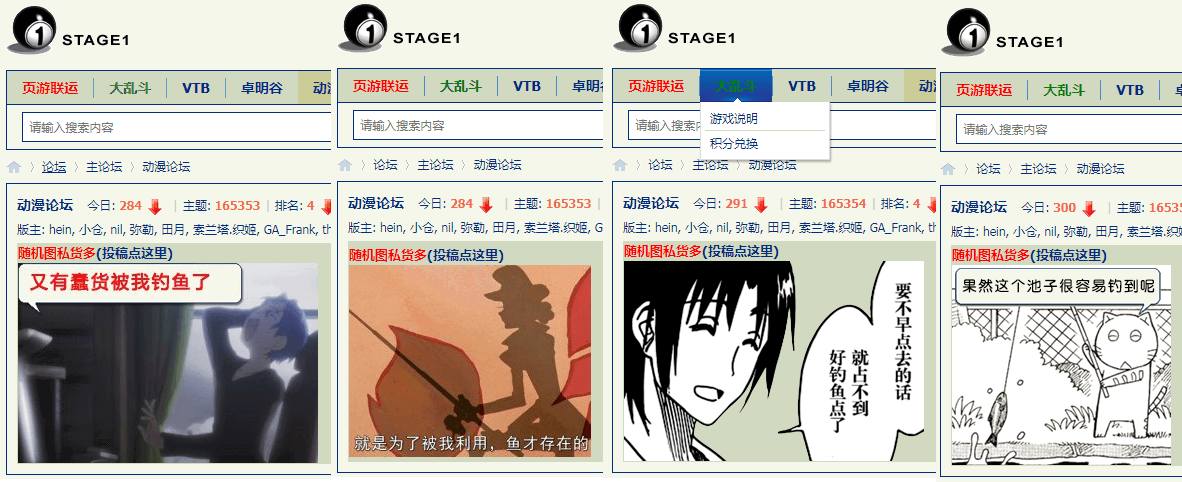 STAGE1
页游联运 大乱斗 VTB 卓明谷 动
请输入搜索内容
论坛 主论坛 动漫论坛
动漫论坛 今日: 284 主题: 165353 排名: 4
版主: hein, 小仓, nil, 弥勒, 田月, 索兰塔.织姬, GA_Frank, th
随机图私货多(投稿点这里)
又有蠢货被我钓鱼了
STAGE1
页游联运 大乱斗 VTB 卓明谷
请输入搜索内容
论坛 主论坛 动漫论坛
动漫论坛 今日: 284 主题: 165353
版主: hein, 小仓, nil, 弥勒, 田月, 索兰塔.织姬, G
随机图私货多(投稿点这里)
就是为了被我利用，鱼才存在的
STAGE1
页游联运 大乱斗 VTB 卓明谷 动
游戏说明
积分兑换
请输入搜索内容
论坛 主论坛 动漫论坛
动漫论坛 今日: 291 主题: 165354 排名: 4
版主: hein, 小仓, nil, 弥勒, 田月, 索兰塔.织姬, GA_Frank,
随机图私货多(投稿点这里)
要不早点去的话
就占不到
好钓鱼点了
STAGE1
页游联运 大乱斗 VTB
请输入搜索内容
论坛 主论坛 动漫论坛
动漫论坛 今日: 300 主题: 1653
版主: hein, 小仓, nil, 弥勒, 田月, 索兰塔.织姬,
随机图私货多(投稿点这里)
果然这个池子很容易钓到呢